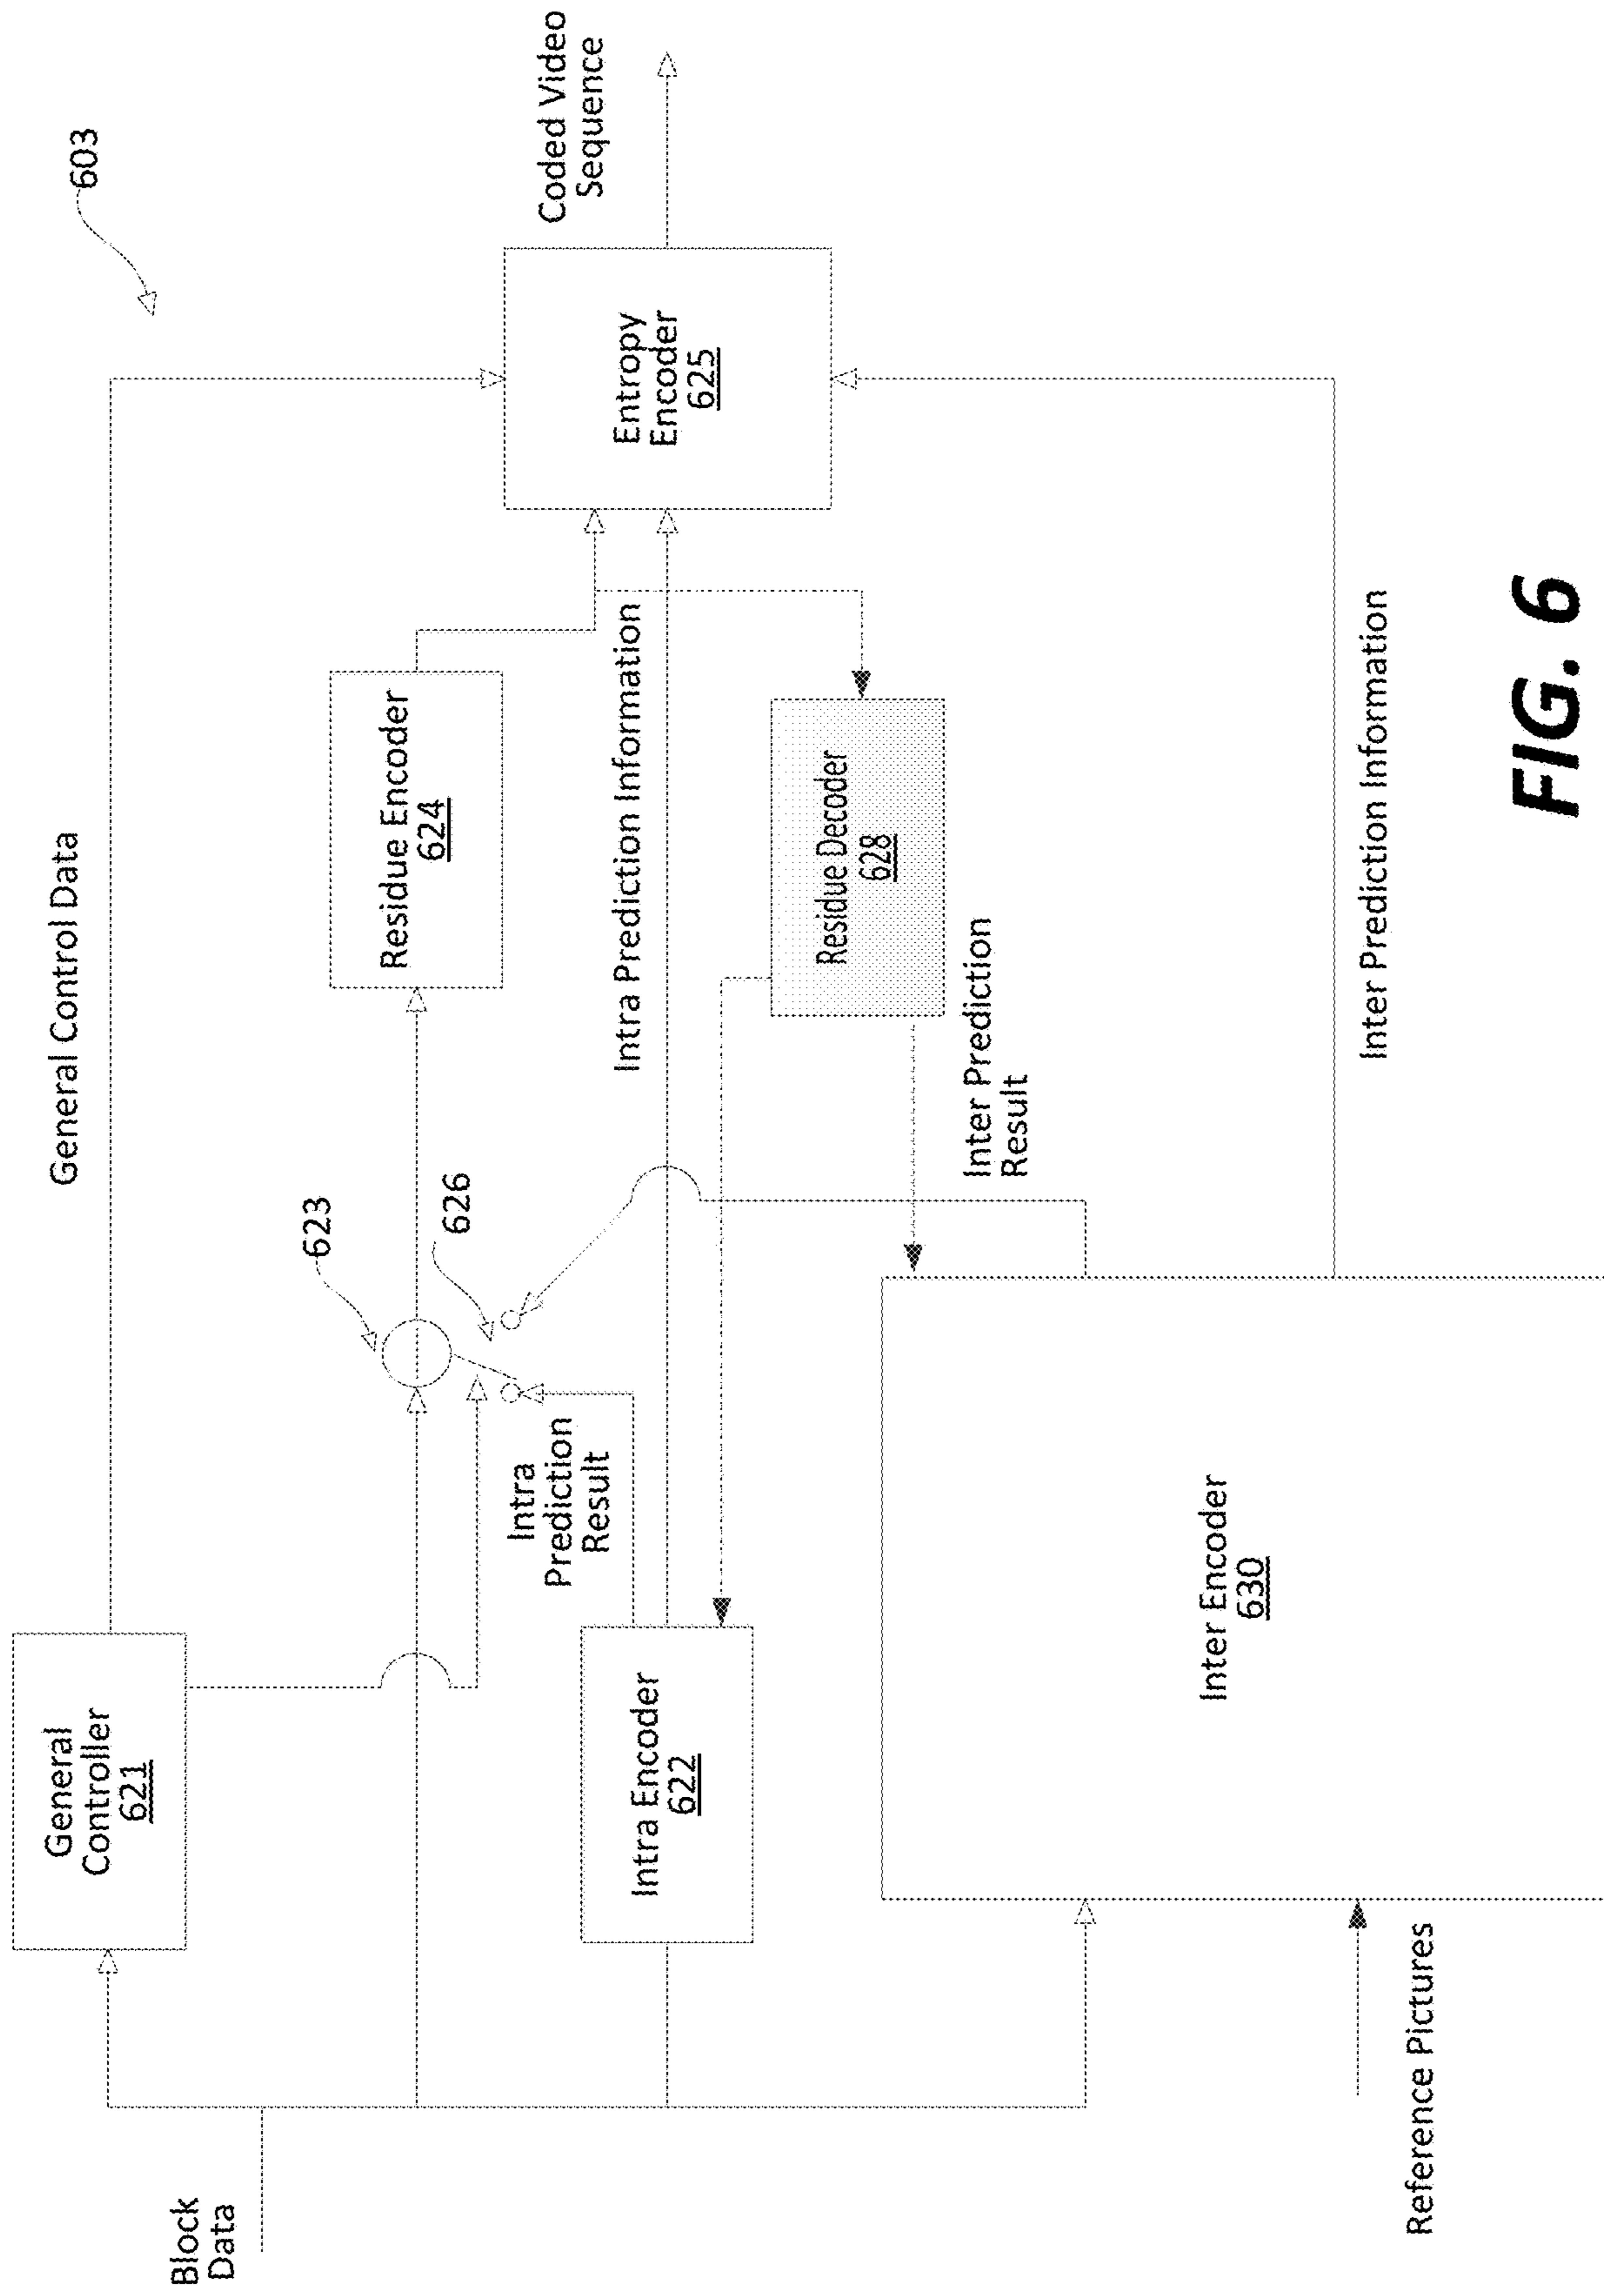 603
General Control Data
General
Controller
621
Block
Data
623
626
Residue Encoder
624
Coded Video
Sequence
Entropy
Encoder
625
Intra
Prediction
Result
Intra Prediction Information
Intra Encoder
622
Residue Decoder
628
Inter Prediction
Result
Inter Encoder
630
Inter Prediction Information
Reference Pictures
FIG. 6